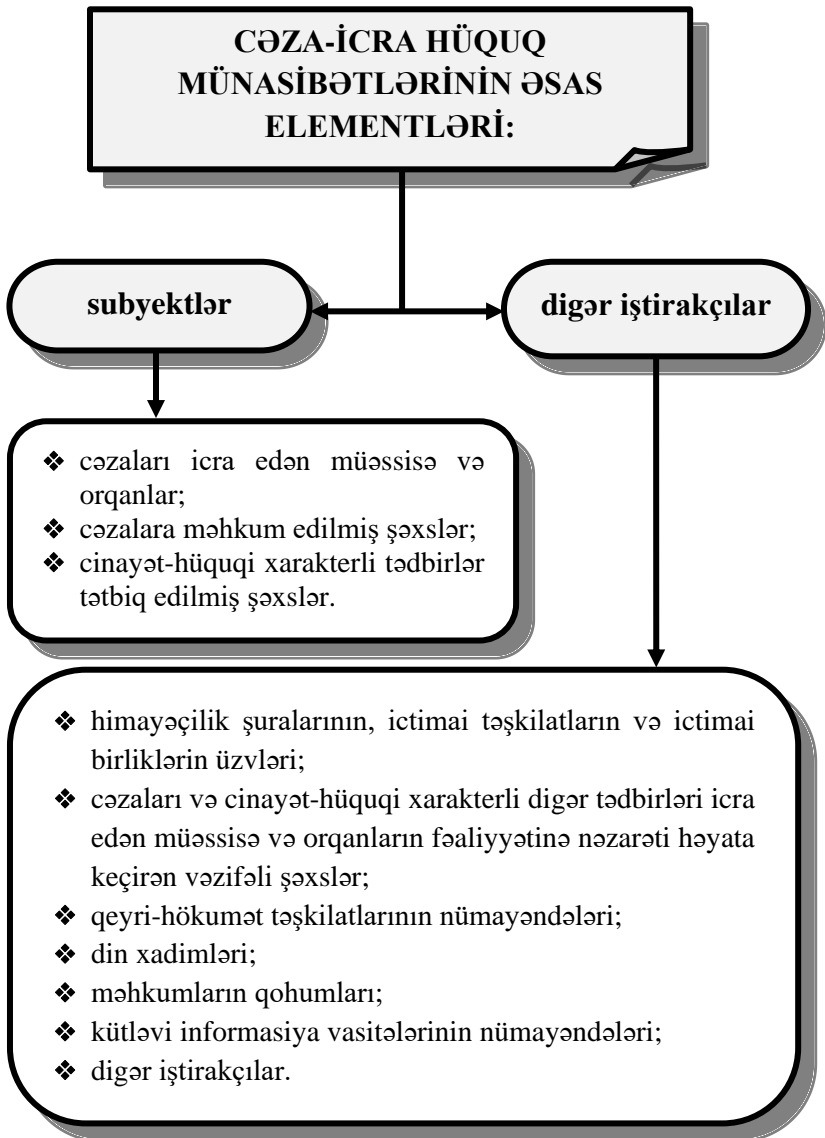 CƏZA-İCRA HÜQUQ
MÜNASİBƏTLƏRİNİN ƏSAS
ELEMENTLƏRİ:
subyektlər
digər iştirakçılar
❖ cəzaları icra edən müəssisə və
orqanlar;
❖ cəzalara məhkum edilmiş şəxslər;
❖ cinayət-hüquqi xarakterli tədbirlər
tətbiq edilmiş şəxslər.
❖ himayəçilik şuralarının, ictimai təşkilatların və ictimai
birliklərin üzvləri;
❖ cəzaları və cinayət-hüquqi xarakterli digər tədbirləri icra
edən müəssisə və orqanların fəaliyyətinə nəzarəti həyata
keçirən vəzifəli şəxslər;
❖ qeyri-hökumət təşkilatlarının nümayəndələri;
❖ din xadimləri;
❖ məhkumların qohumları;
❖ kütləvi informasiya vasitələrinin nümayəndələri;
❖ digər iştirakçılar.